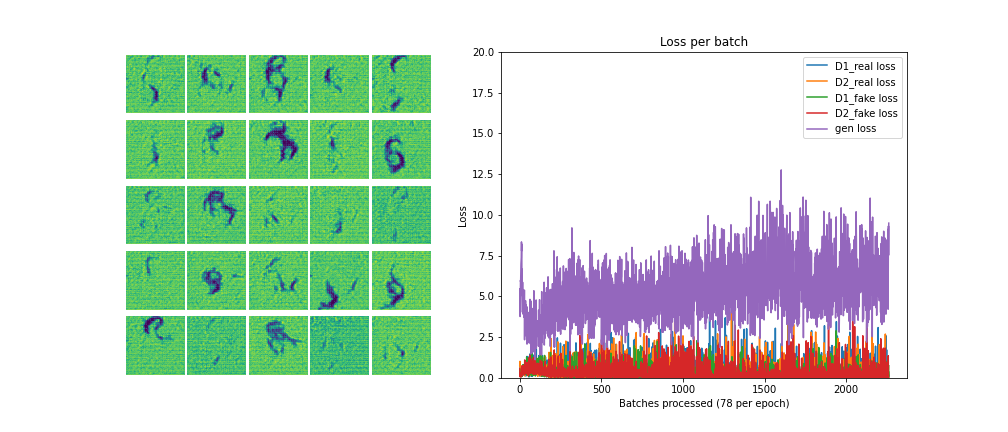 Loss per batch
20.0
17.5
15.0
12.5
10.0
7.5
5.0
2.5
0.0
Loss
D1_real loss
D2_real loss
D1_fake loss
D2_fake loss
gen loss
0
500
1000
1500
2000
Batches processed (78 per epoch)